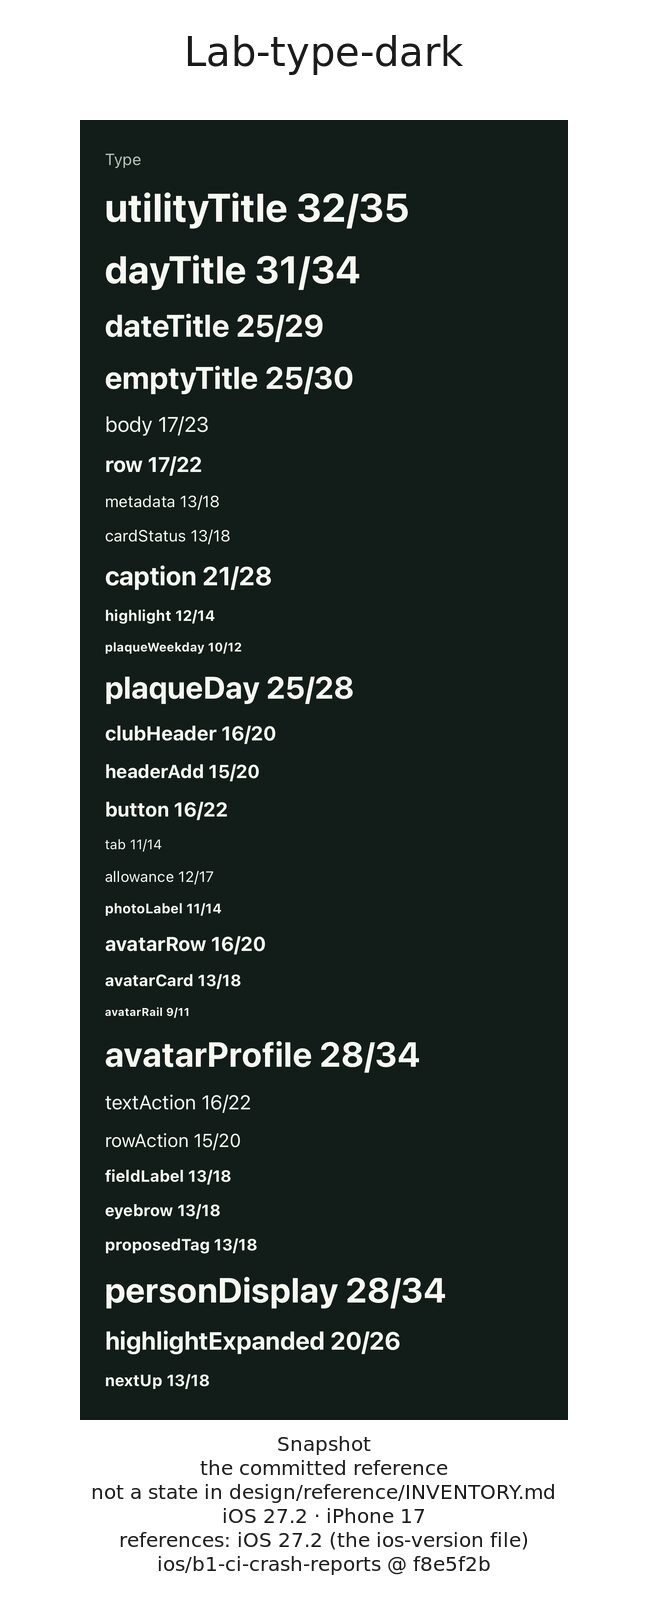 Lab-type-dark
Type
utilityTitle 32/35
dayTitle 31/34
dateTitle 25/29
emptyTitle 25/30
body 17/23
row 17/22
metadata 13/18
cardStatus 13/18
caption 21/28
highlight 12/14
plaqueWeekday 10/12
plaqueDay 25/28
clubHeader 16/20
headerAdd 15/20
button 16/22
tab 11/14
allowance 12/17
photoLabel 11/14
avatarRow 16/20
avatarCard 13/18
avatarRail 9/11
avatarProfile 28/34
textAction 16/22
rowAction 15/20
fieldLabel 13/18
eyebrow 13/18
proposedTag 13/18
personDisplay 28/34
highlightExpanded 20/26
nextUp 13/18
Snapshot
the committed reference
not a state in design/reference/INVENTORY.md
iOS 27.2 · iPhone 17
references: iOS 27.2 (the ios-version file)
ios/b1-ci-crash-reports @ f8e5f2b